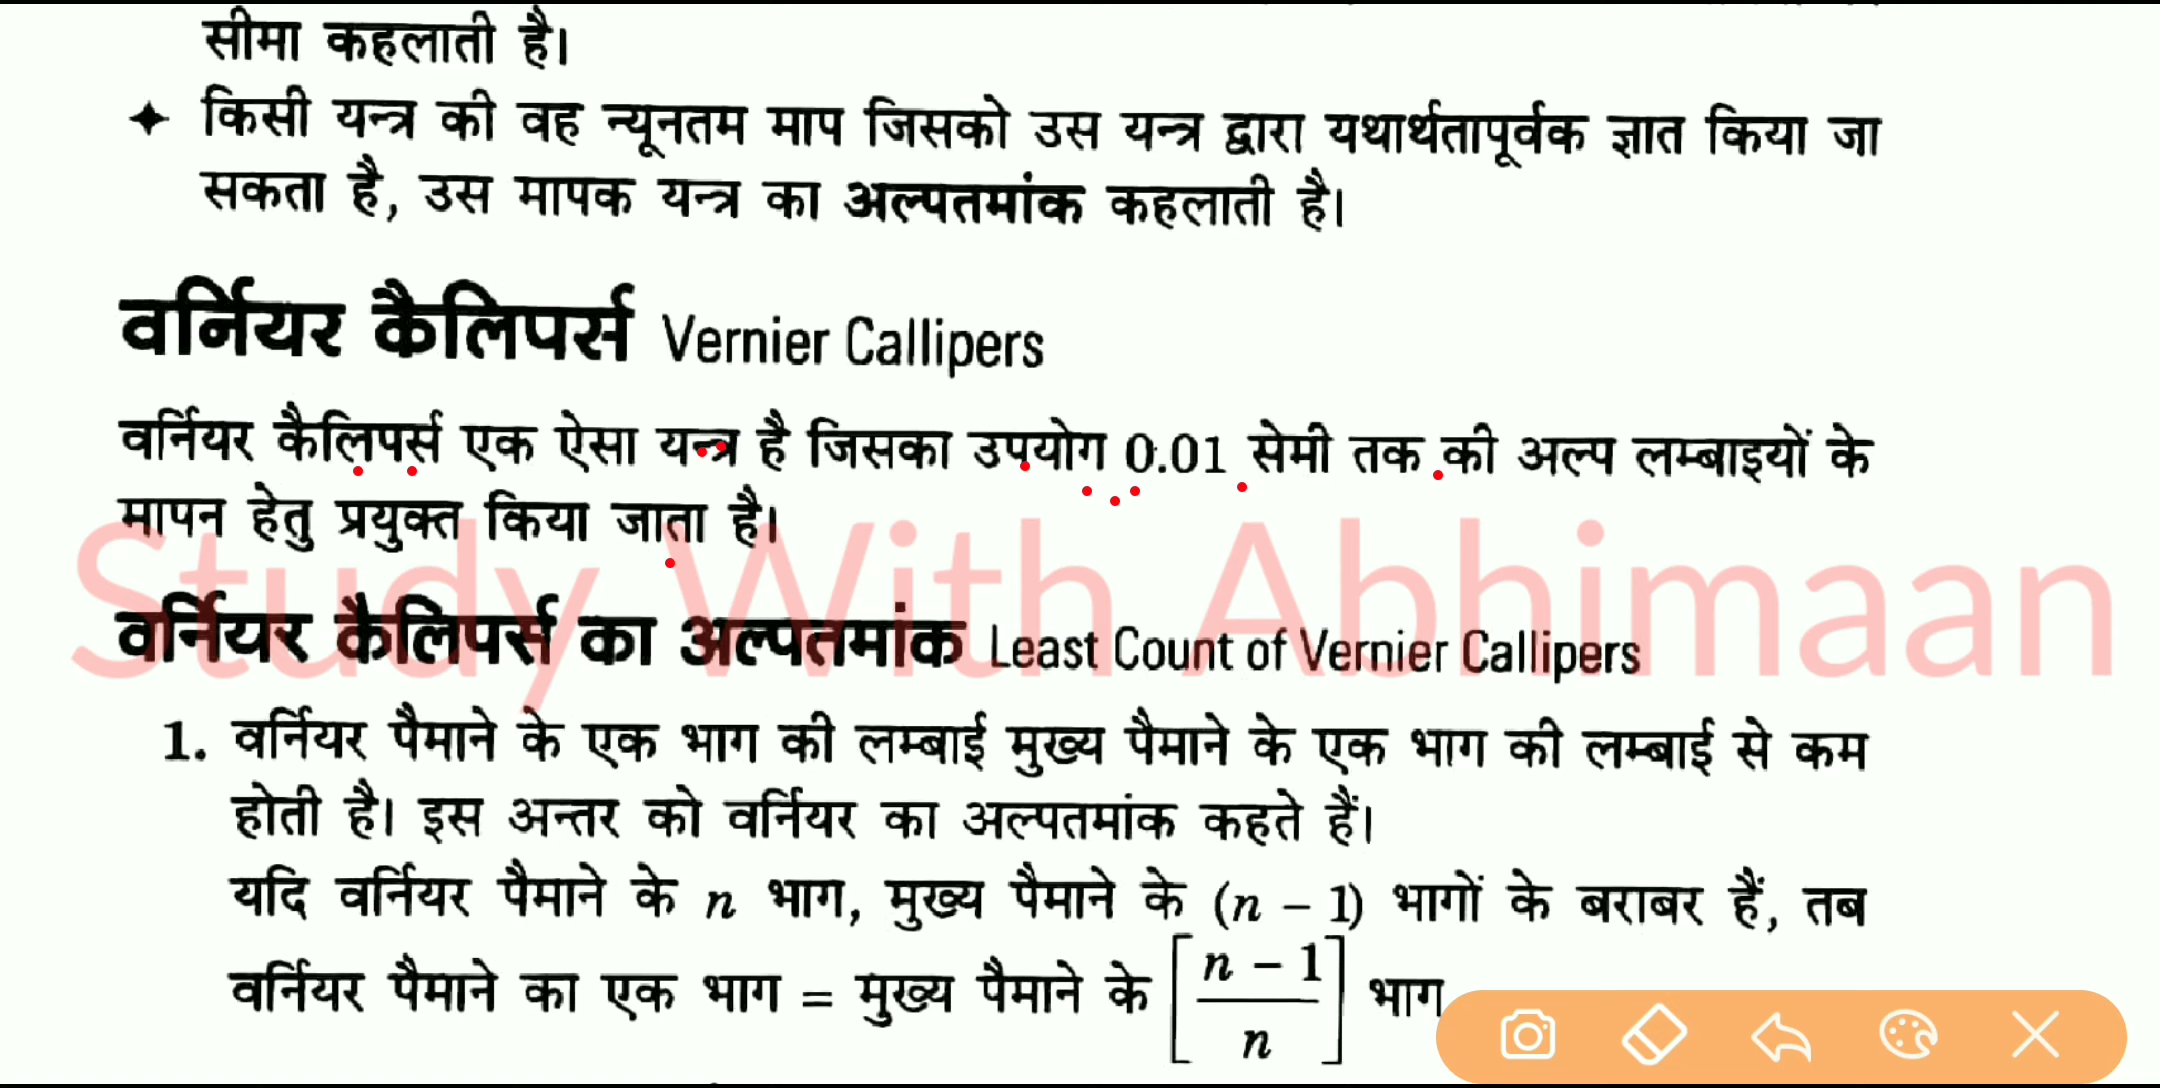 सीमा कहलाती है।
✦ किसी यन्त्र की वह न्यूनतम माप जिसको उस यन्त्र द्वारा यथार्थतापूर्वक ज्ञात किया जा
सकता है, उस मापक यन्त्र का अल्पतमांक कहलाती है।
वर्नियर कैलिपर्स Vernier Callipers
वर्नियर कैलिपर्स एक ऐसा यन्त्र है जिसका उपयोग 0.01 सेमी तक की अल्प लम्बाइयों के
मापन हेतु प्रयुक्त किया जाता है।
Study With Abhimaan
वर्नियर कैलिपर्स का अल्पतमांक Least Count of Vernier Callipers
1. वर्नियर पैमाने के एक भाग की लम्बाई मुख्य पैमाने के एक भाग की लम्बाई से कम
होती है। इस अन्तर को वर्नियर का अल्पतमांक कहते हैं।
यदि वर्नियर पैमाने के n भाग, मुख्य पैमाने के (n − 1) भागों के बराबर हैं, तब
वर्नियर पैमाने का एक भाग = मुख्य पैमाने के [(n − 1)/n] भाग